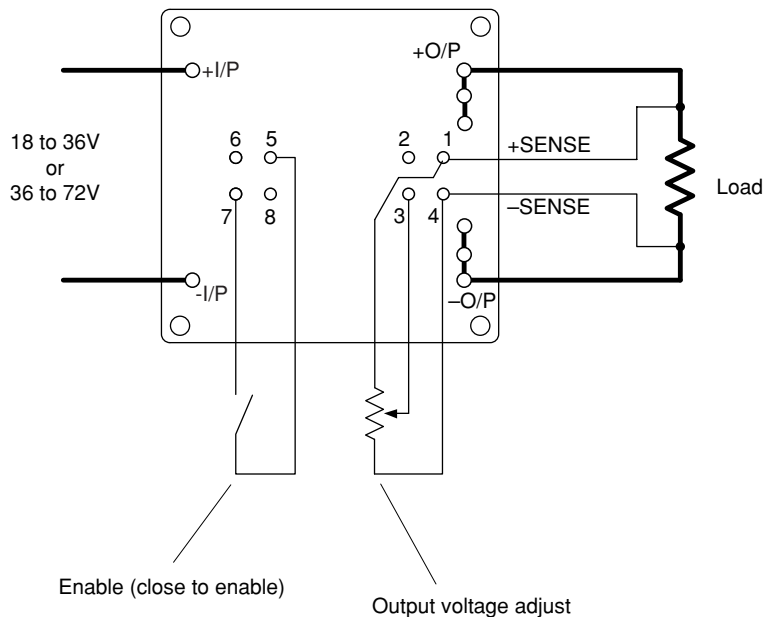 +I/P
+O/P
18 to 36V
or
36 to 72V
6 5
2 1
+SENSE
Load
7 8
3 4
–SENSE
-I/P
–O/P
Enable (close to enable)
Output voltage adjust